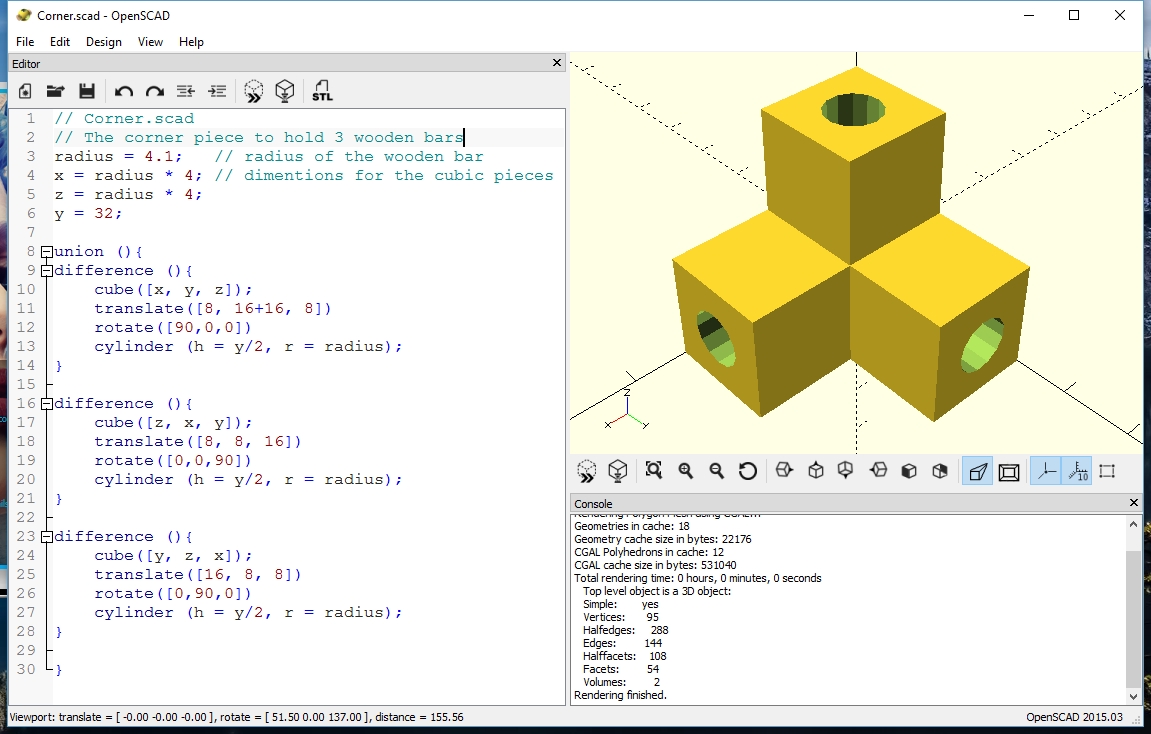 Corner.scad - OpenSCAD
File Edit Design View Help
Editor
STL
1 // Corner.scad
2 // The corner piece to hold 3 wooden bars
3 radius = 4.1; // radius of the wooden bar
4 x = radius * 4; // dimentions for the cubic pieces
5 z = radius * 4;
6 y = 32;
7
8 union (){
9 difference (){
10 cube([x, y, z]);
11 translate([8, 16+16, 8])
12 rotate([90,0,0])
13 cylinder (h = y/2, r = radius);
14 }
15
16 difference (){
17 cube([z, x, y]);
18 translate([8, 8, 16])
19 rotate([0,0,90])
20 cylinder (h = y/2, r = radius);
21 }
22
23 difference (){
24 cube([y, z, x]);
25 translate([16, 8, 8])
26 rotate([0,90,0])
27 cylinder (h = y/2, r = radius);
28 }
29
30 }
z
x
y
10
Console
Rendering Polygon Mesh using CGAL...
Geometries in cache: 18
Geometry cache size in bytes: 22176
CGAL Polyhedrons in cache: 12
CGAL cache size in bytes: 531040
Total rendering time: 0 hours, 0 minutes, 0 seconds
Top level object is a 3D object:
Simple: yes
Vertices: 95
Halfedges: 288
Edges: 144
Halffacets: 108
Facets: 54
Volumes: 2
Rendering finished.
Viewport: translate = [ -0.00 -0.00 -0.00 ], rotate = [ 51.50 0.00 137.00 ], distance = 155.56
OpenSCAD 2015.03